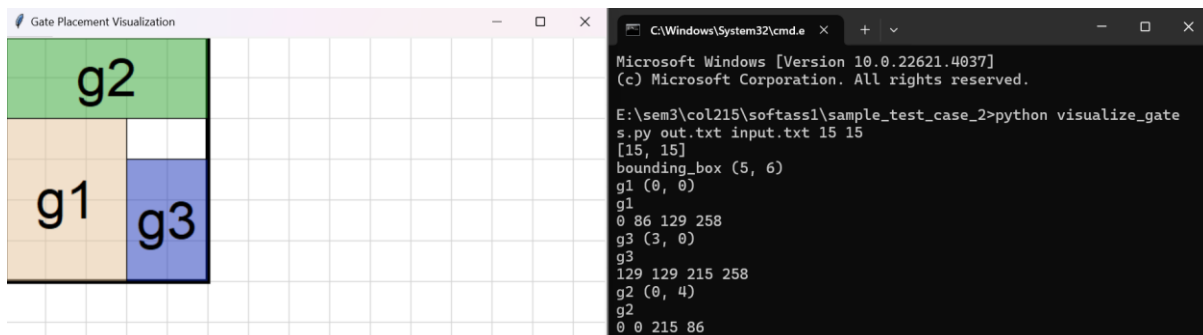 Gate Placement Visualization
g2
g1
g3
C:\Windows\System32\cmd.e
Microsoft Windows [Version 10.0.22621.4037]
(c) Microsoft Corporation. All rights reserved.
E:\sem3\col215\softass1\sample_test_case_2>python visualize_gate
s.py out.txt input.txt 15 15
[15, 15]
bounding_box (5, 6)
g1 (0, 0)
g1
0 86 129 258
g3 (3, 0)
g3
129 129 215 258
g2 (0, 4)
g2
0 0 215 86